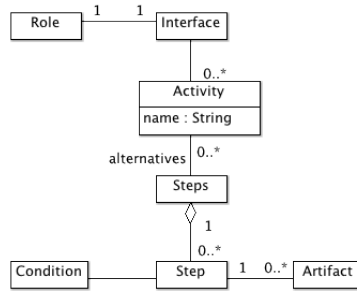 Role
1
1
Interface
0..*
Activity
name : String
alternatives
0..*
Steps
1
0..*
Condition
Step
1
0..*
Artifact